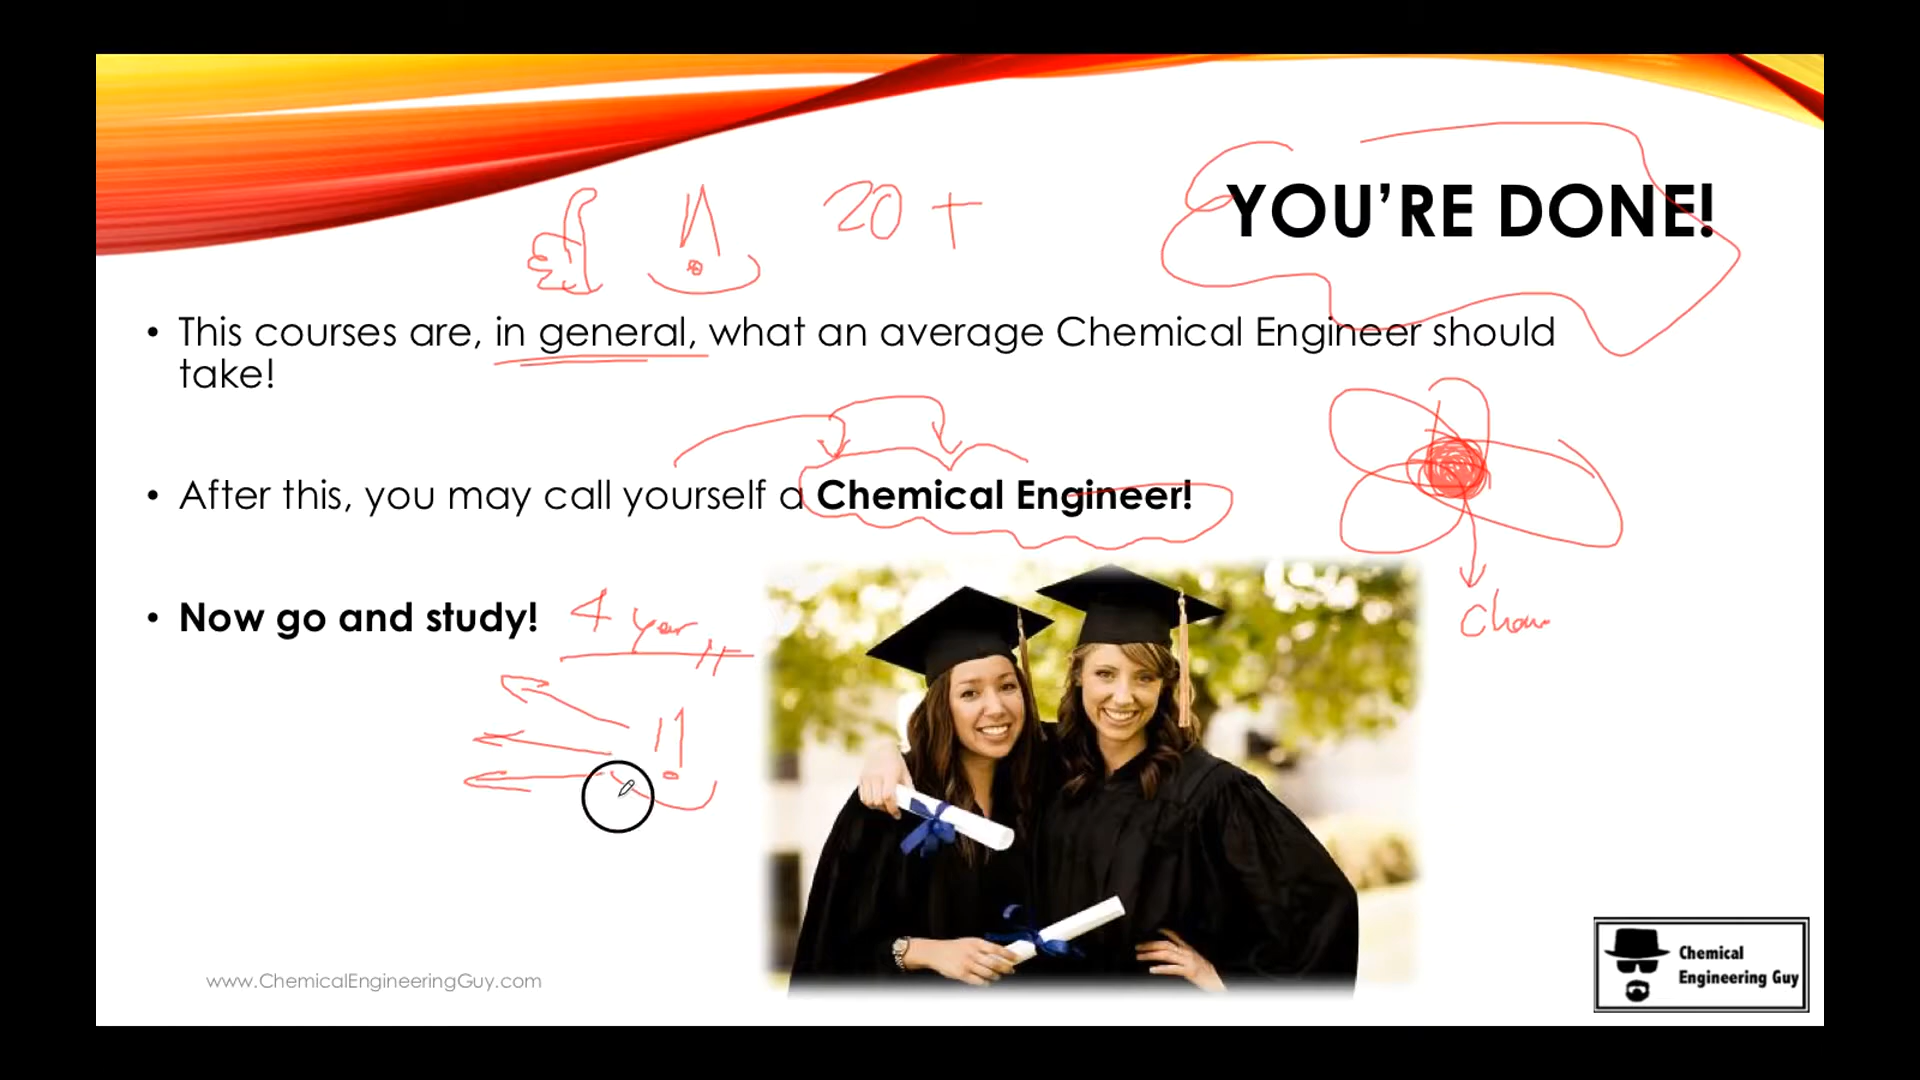 YOU'RE DONE!
20 +
• This courses are, in general, what an average Chemical Engineer should
take!
• After this, you may call yourself a Chemical Engineer!
• Now go and study! 4 year
www.ChemicalEngineeringGuy.com
Chemical
Engineering Guy